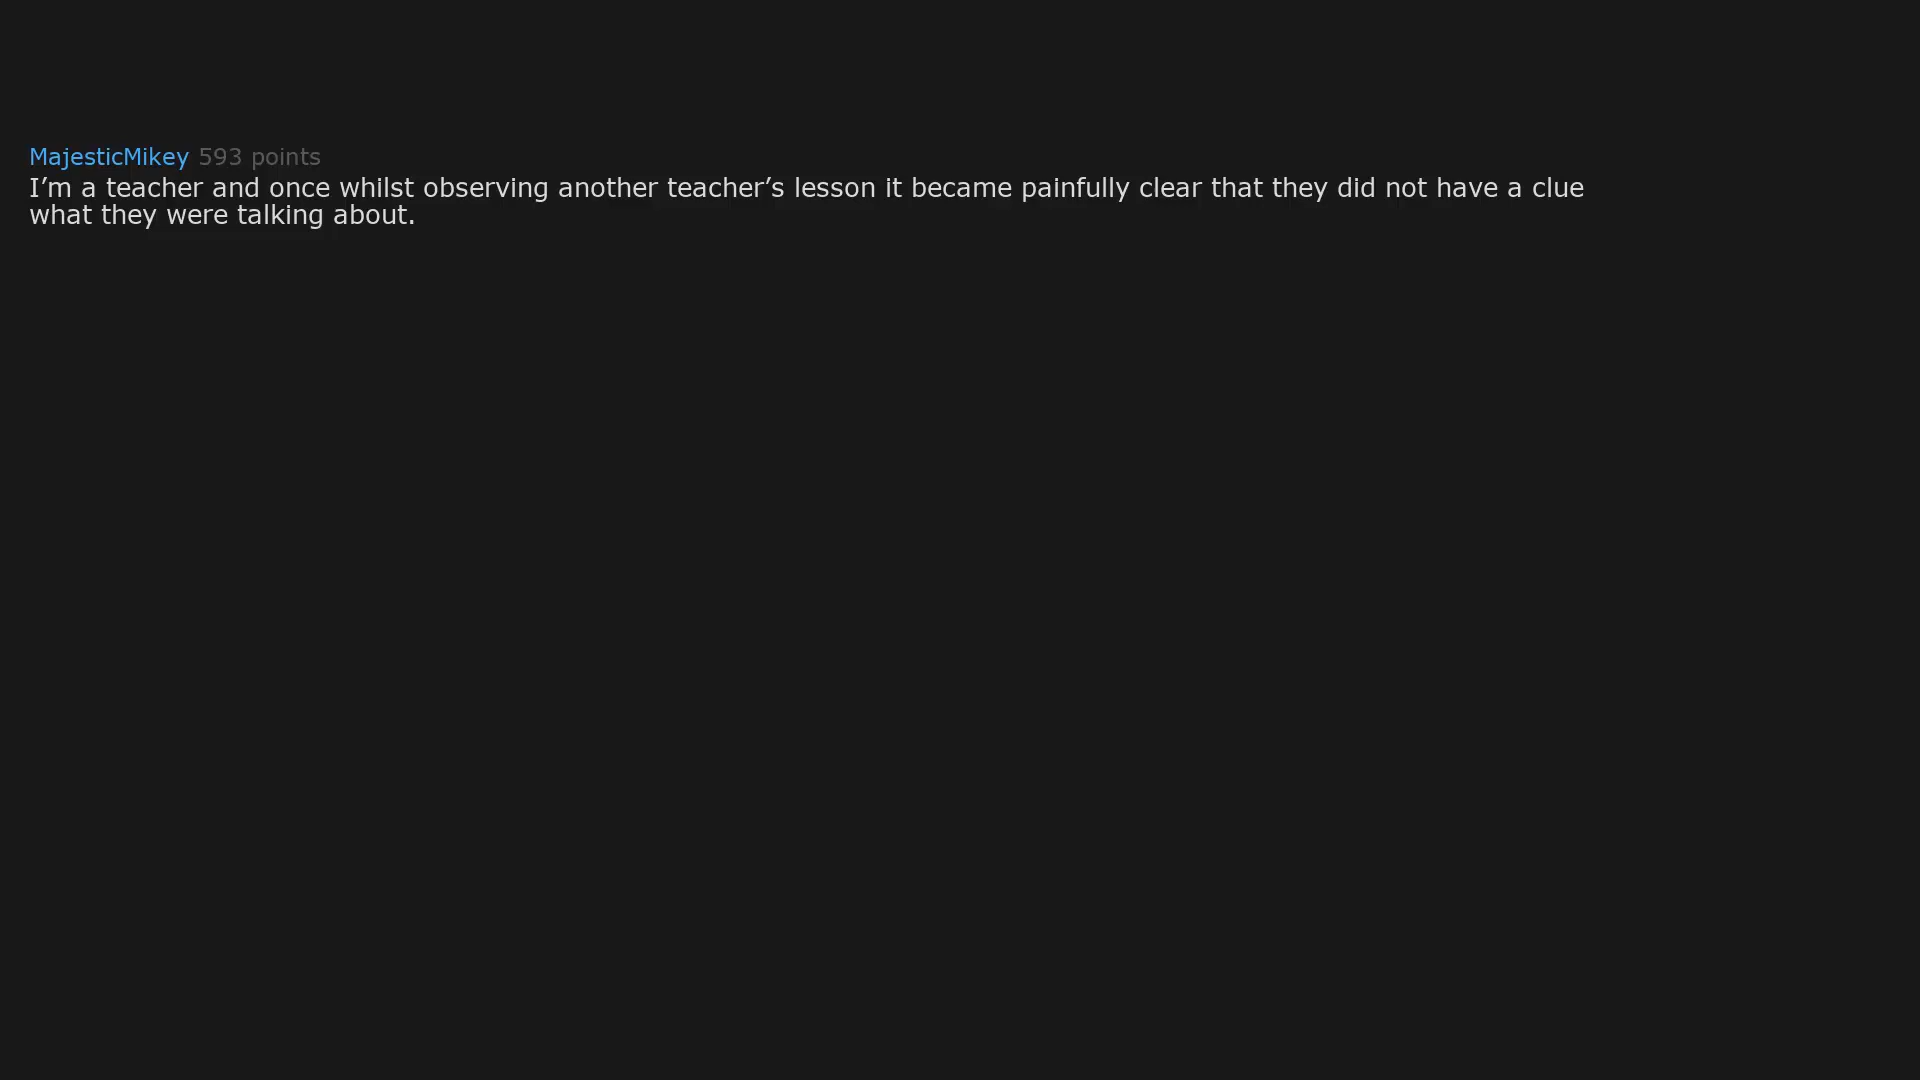 MajesticMikey 593 points
I’m a teacher and once whilst observing another teacher’s lesson it became painfully clear that they did not have a clue
what they were talking about.